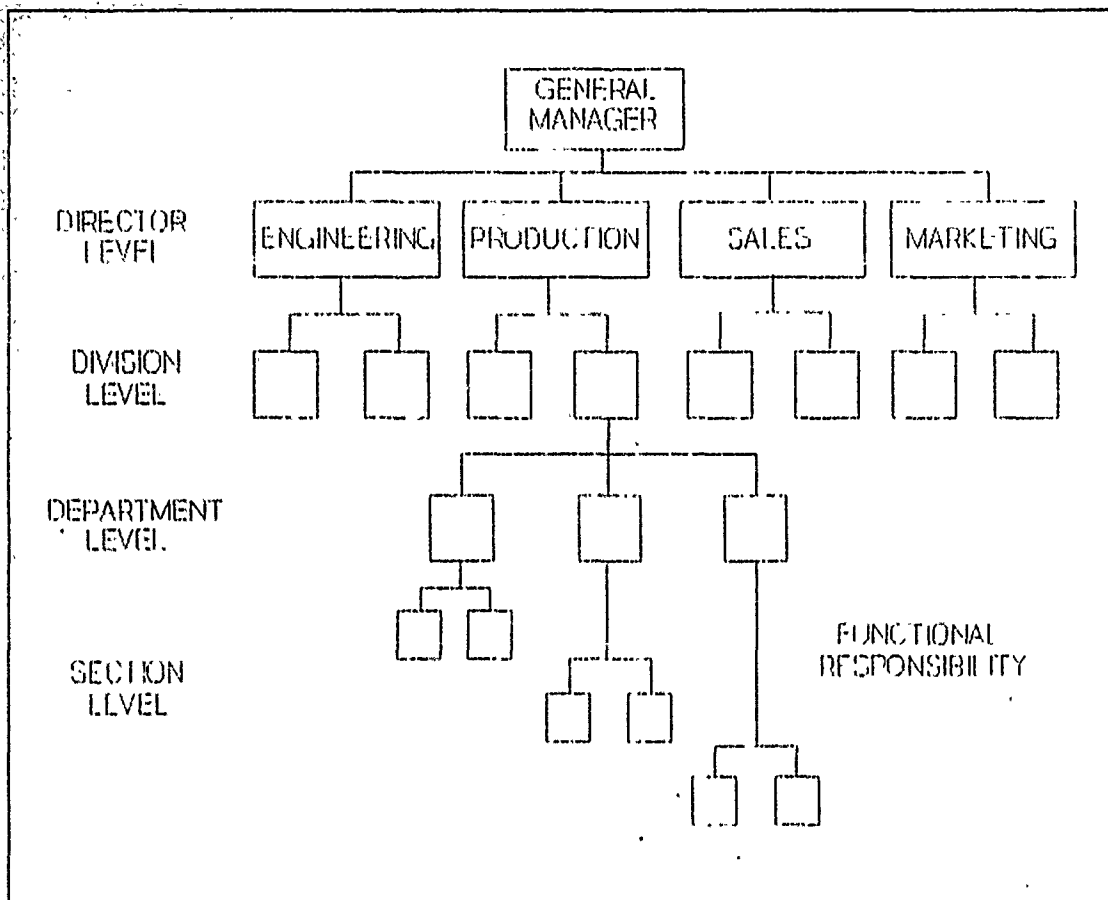 GENERAL
MANAGER
DIRECTOR
LEVEL
ENGINEERING
PRODUCTION
SALES
MARKETING
DIVISION
LEVEL
DEPARTMENT
LEVEL
SECTION
LEVEL
FUNCTIONAL
RESPONSIBILITY